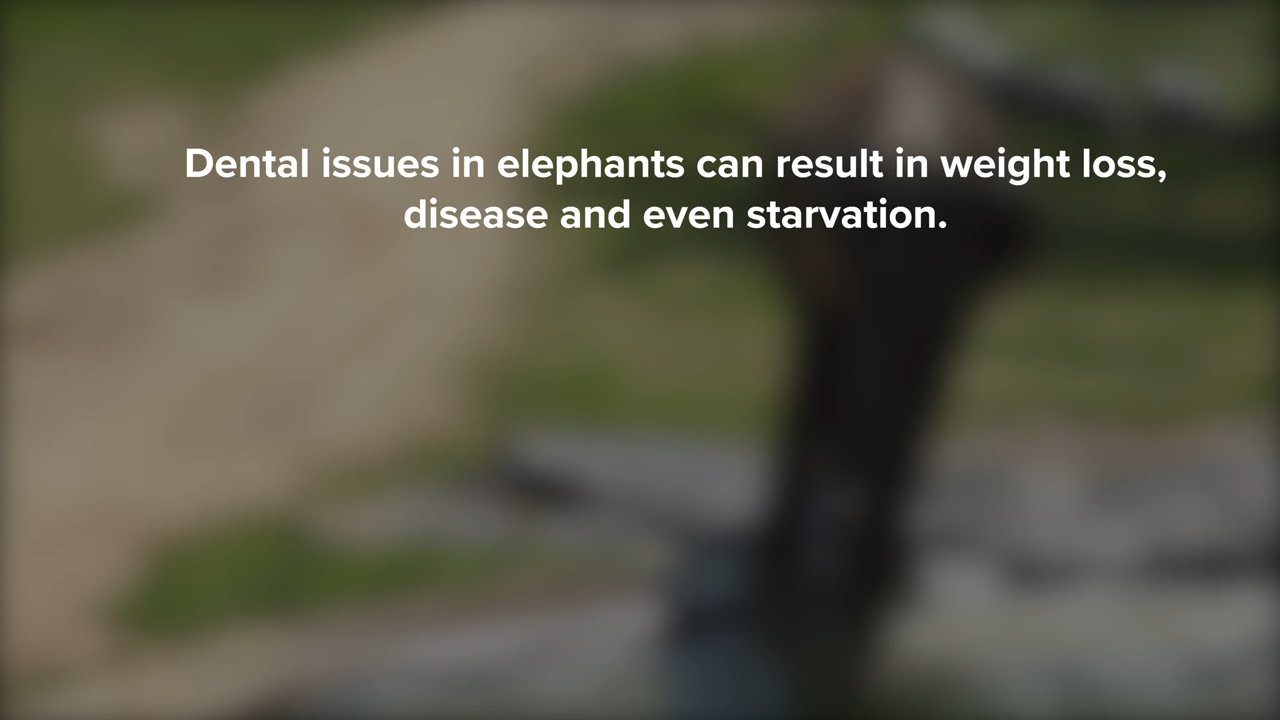 Dental issues in elephants can result in weight loss,
disease and even starvation.